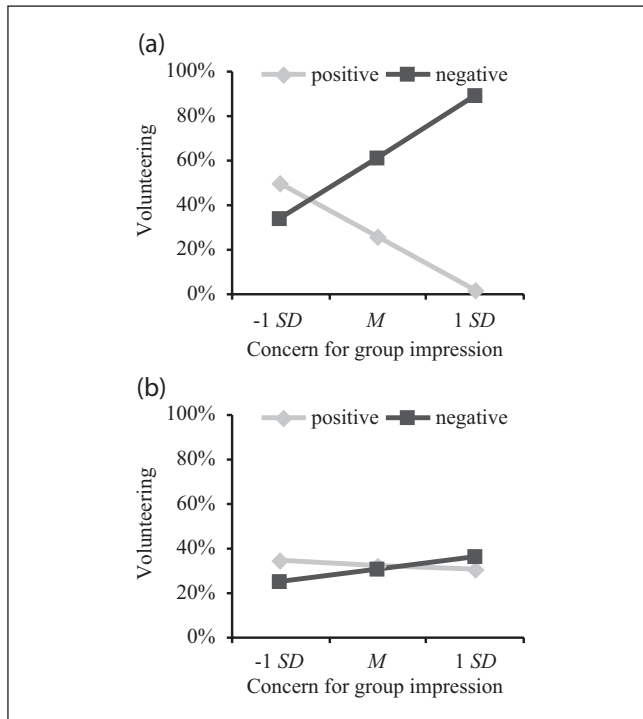 (a)
100%
positive negative
80%
60%
40%
20%
0%
Volunteering
-1 SD M 1 SD
Concern for group impression
(b)
100%
positive negative
80%
60%
40%
20%
0%
Volunteering
-1 SD M 1 SD
Concern for group impression